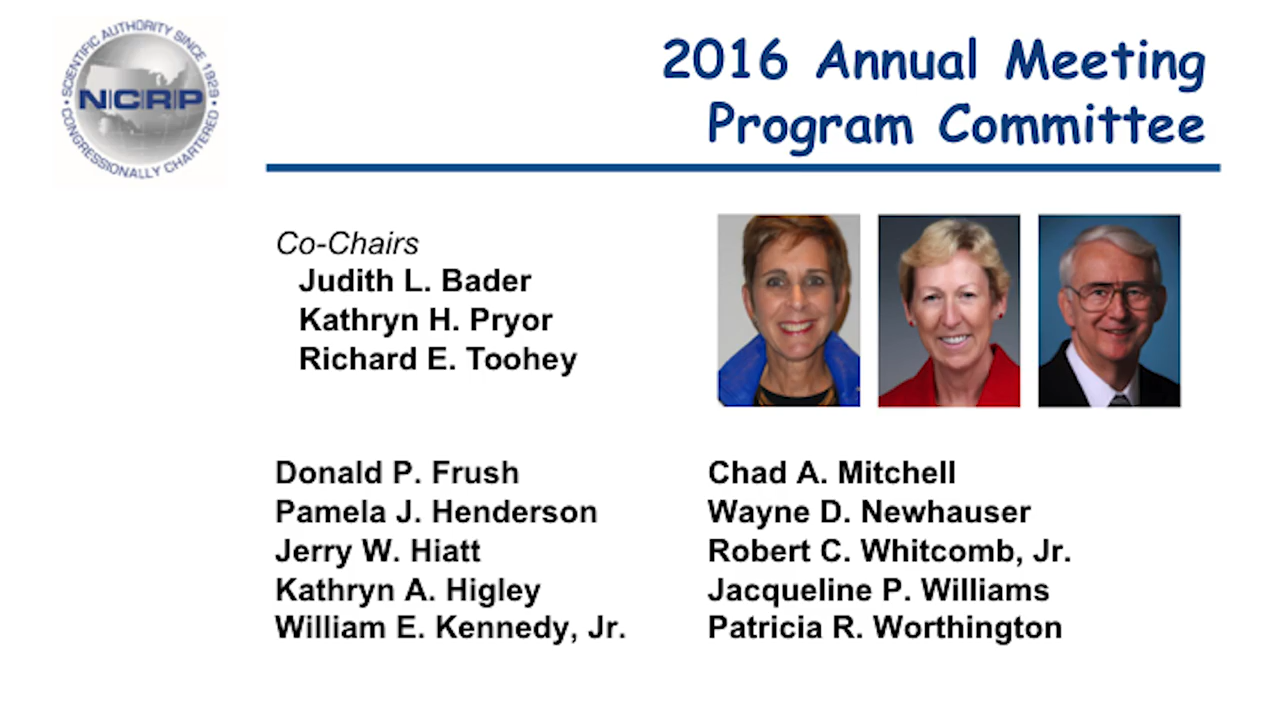 SCIENTIFIC AUTHORITY SINCE 1929
NCRP
CONGRESSIONALLY CHARTERED
2016 Annual Meeting
Program Committee
Co-Chairs
Judith L. Bader
Kathryn H. Pryor
Richard E. Toohey
Donald P. Frush
Pamela J. Henderson
Jerry W. Hiatt
Kathryn A. Higley
William E. Kennedy, Jr.
Chad A. Mitchell
Wayne D. Newhauser
Robert C. Whitcomb, Jr.
Jacqueline P. Williams
Patricia R. Worthington